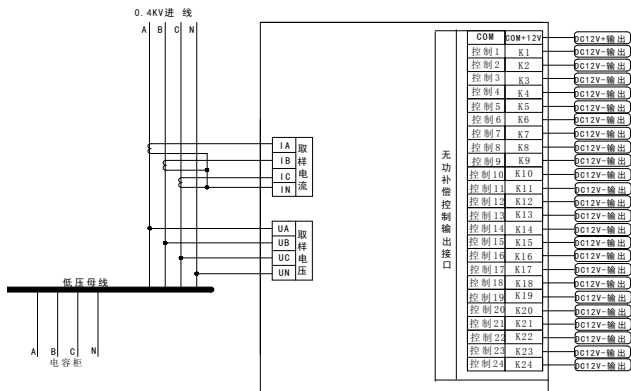 0.4KV进 线
A B C N
IA
IB
IC
IN
取样电流
UA
UB
UC
UN
取样电压
低压母线
A B C N
电容柜
无功补偿控制输出接口
COM COM+12V DC12V+输出
控制1 K1 DC12V-输出
控制2 K2 DC12V-输出
控制3 K3 DC12V-输出
控制4 K4 DC12V-输出
控制5 K5 DC12V-输出
控制6 K6 DC12V-输出
控制7 K7 DC12V-输出
控制8 K8 DC12V-输出
控制9 K9 DC12V-输出
控制10 K10 DC12V-输出
控制11 K11 DC12V-输出
控制12 K12 DC12V-输出
控制13 K13 DC12V-输出
控制14 K14 DC12V-输出
控制15 K15 DC12V-输出
控制16 K16 DC12V-输出
控制17 K17 DC12V-输出
控制18 K18 DC12V-输出
控制19 K19 DC12V-输出
控制20 K20 DC12V-输出
控制21 K21 DC12V-输出
控制22 K22 DC12V-输出
控制23 K23 DC12V-输出
控制24 K24 DC12V-输出